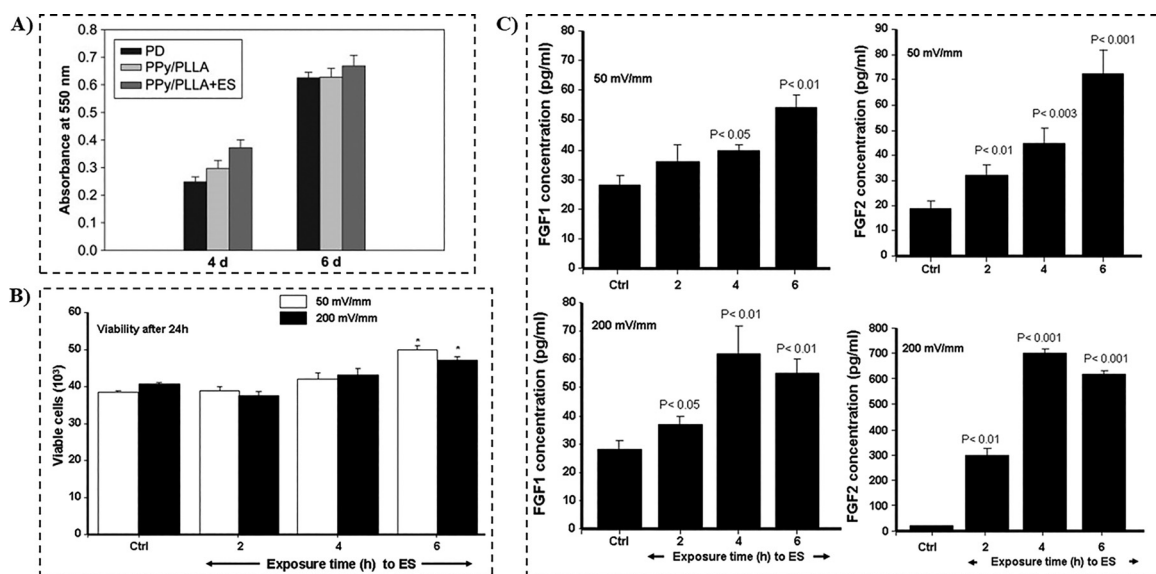 A)
Absorbance at 550 nm
0.8
0.7
0.6
0.5
0.4
0.3
0.2
0.1
0.0
PD
PPy/PLLA
PPy/PLLA+ES
4 d
6 d
B)
Viable cells (10³)
60
50
40
30
20
10
0
50 mV/mm
200 mV/mm
Viability after 24h
*
*
Ctrl
2
4
6
Exposure time (h) to ES
C)
FGF1 concentration (pg/ml)
80
70
60
50
40
30
20
10
0
50 mV/mm
P< 0.05
P< 0.01
Ctrl
2
4
6
FGF2 concentration (pg/ml)
90
80
70
60
50
40
30
20
10
0
50 mV/mm
P< 0.01
P< 0.003
P< 0.001
Ctrl
2
4
6
FGF1 concentration (pg/ml)
80
70
60
50
40
30
20
10
0
200 mV/mm
P< 0.05
P< 0.01
P< 0.01
Ctrl
2
4
6
Exposure time (h) to ES
FGF2 concentration (pg/ml)
800
700
600
500
400
300
200
100
0
200 mV/mm
P< 0.01
P< 0.001
P< 0.001
Ctrl
2
4
6
Exposure time (h) to ES